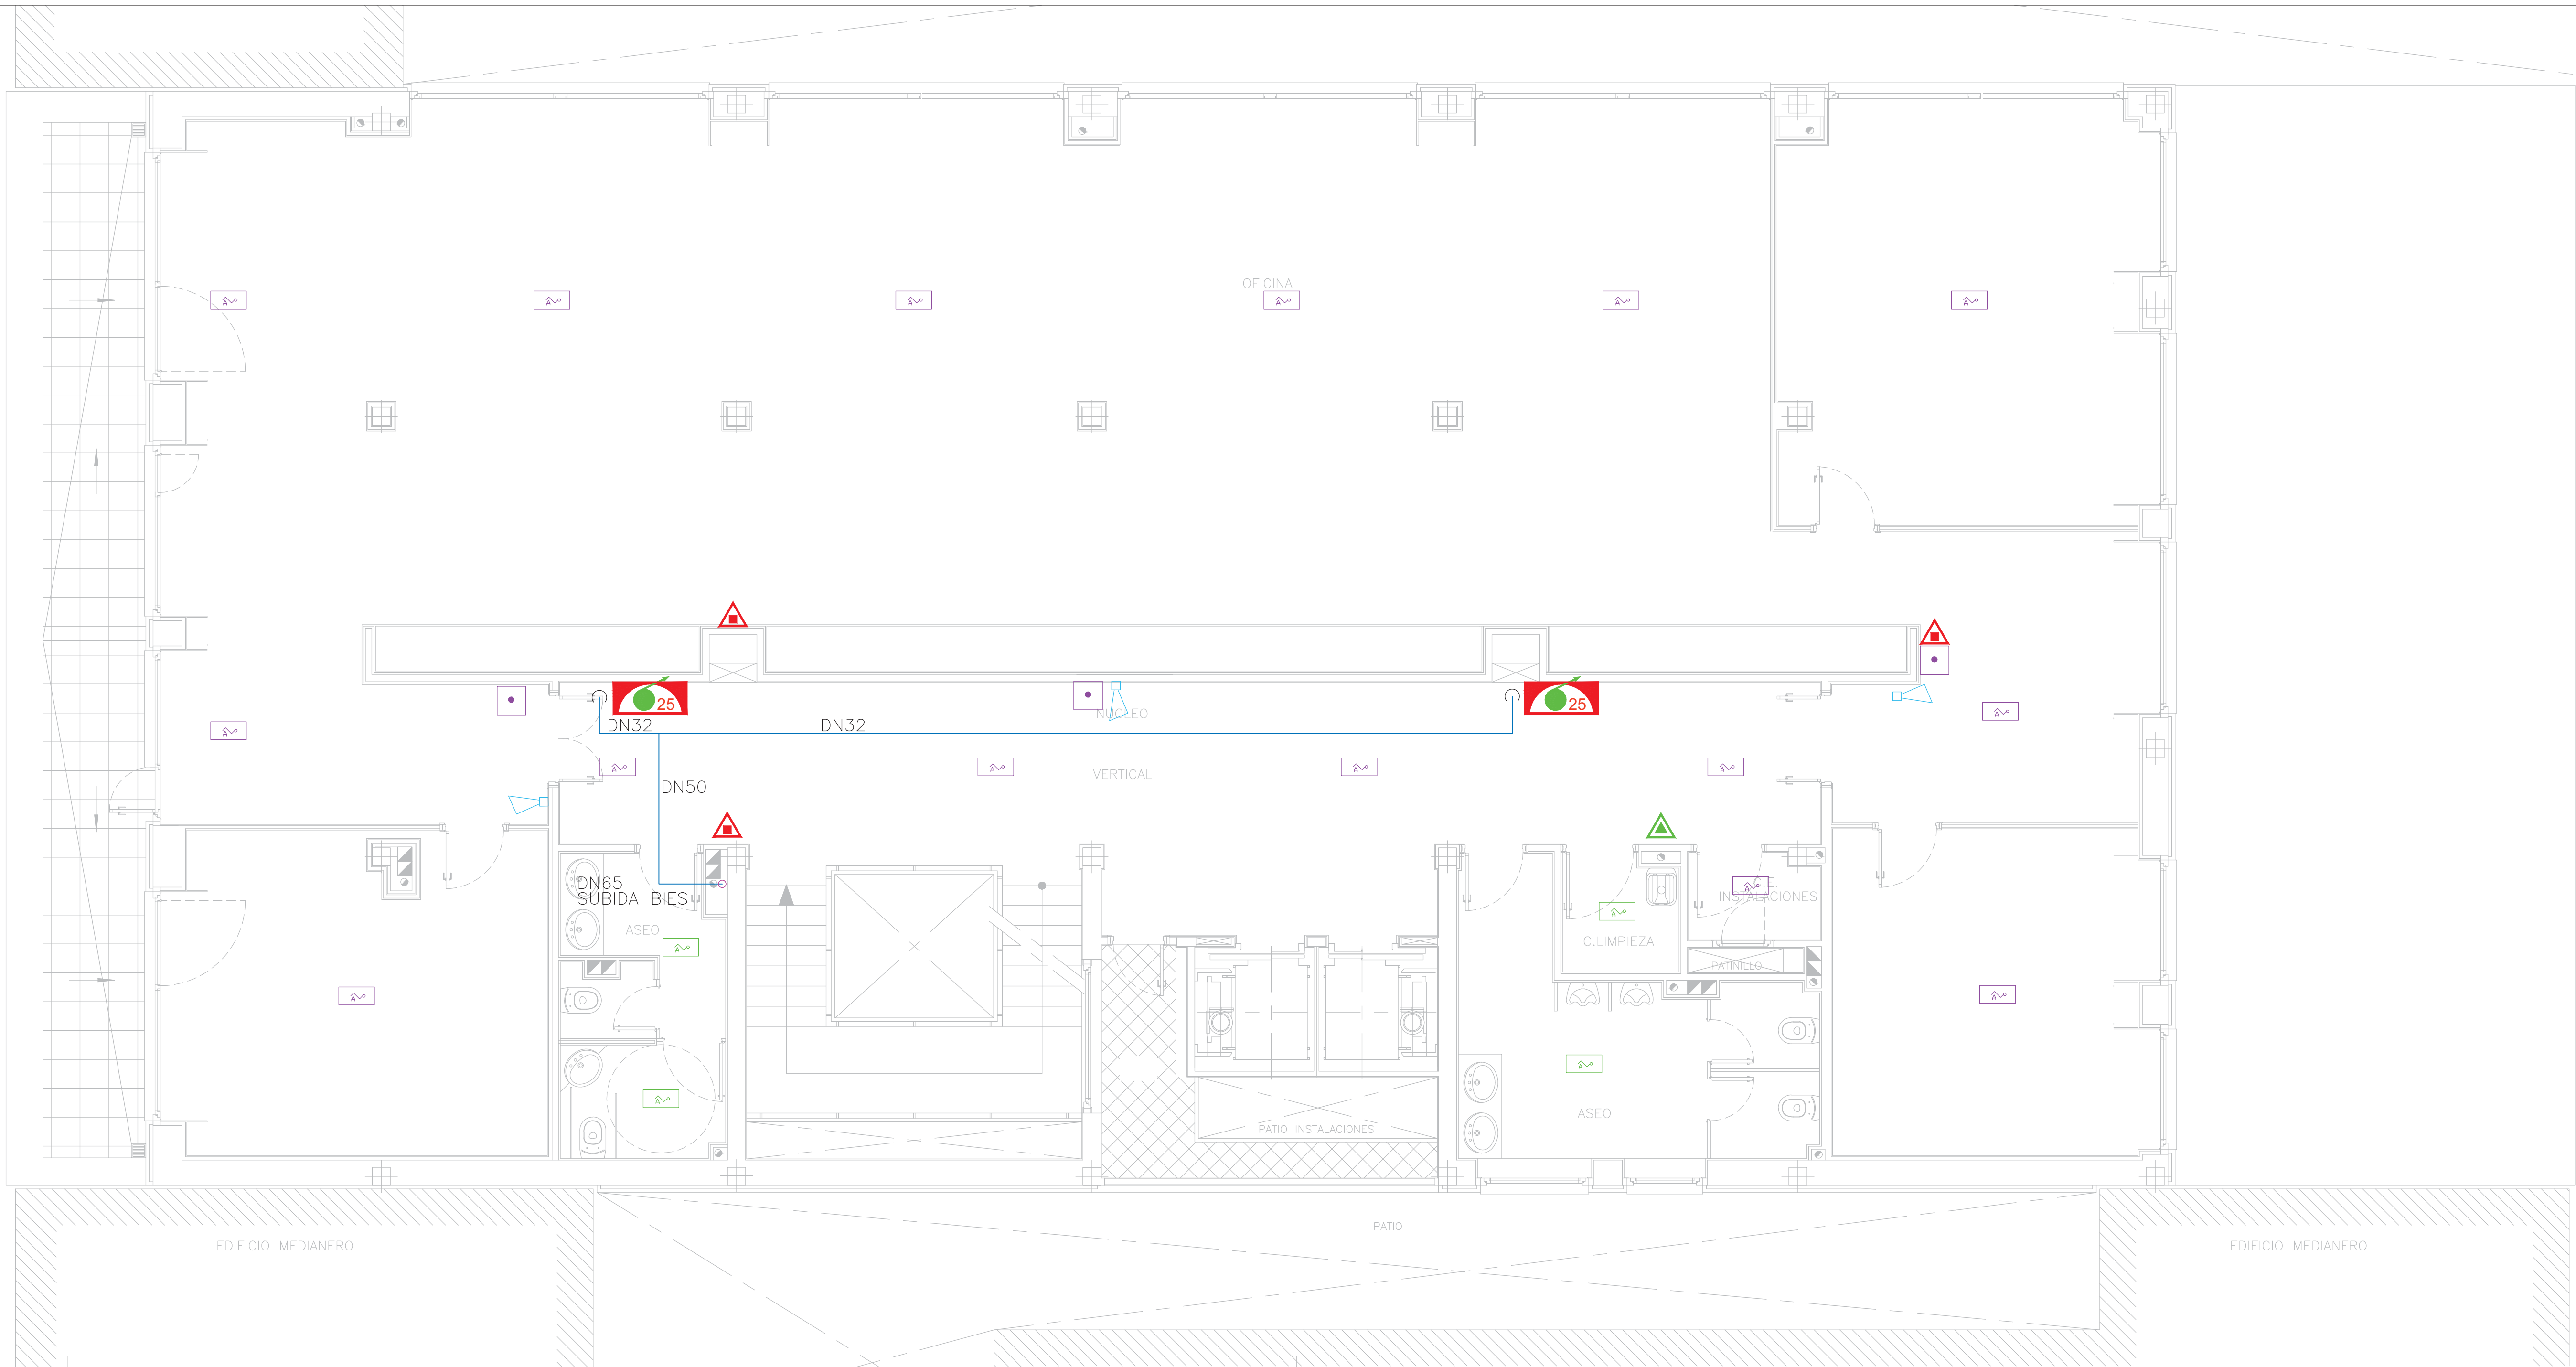 OFICINA
25
25
NUCLEO
DN32
DN32
VERTICAL
DN50
DN65
SUBIDA BIES
ASEO
C.E.
INSTALACIONES
C.LIMPIEZA
PATINILLO
ASEO
PATIO INSTALACIONES
PATIO
EDIFICIO MEDIANERO
EDIFICIO MEDIANERO